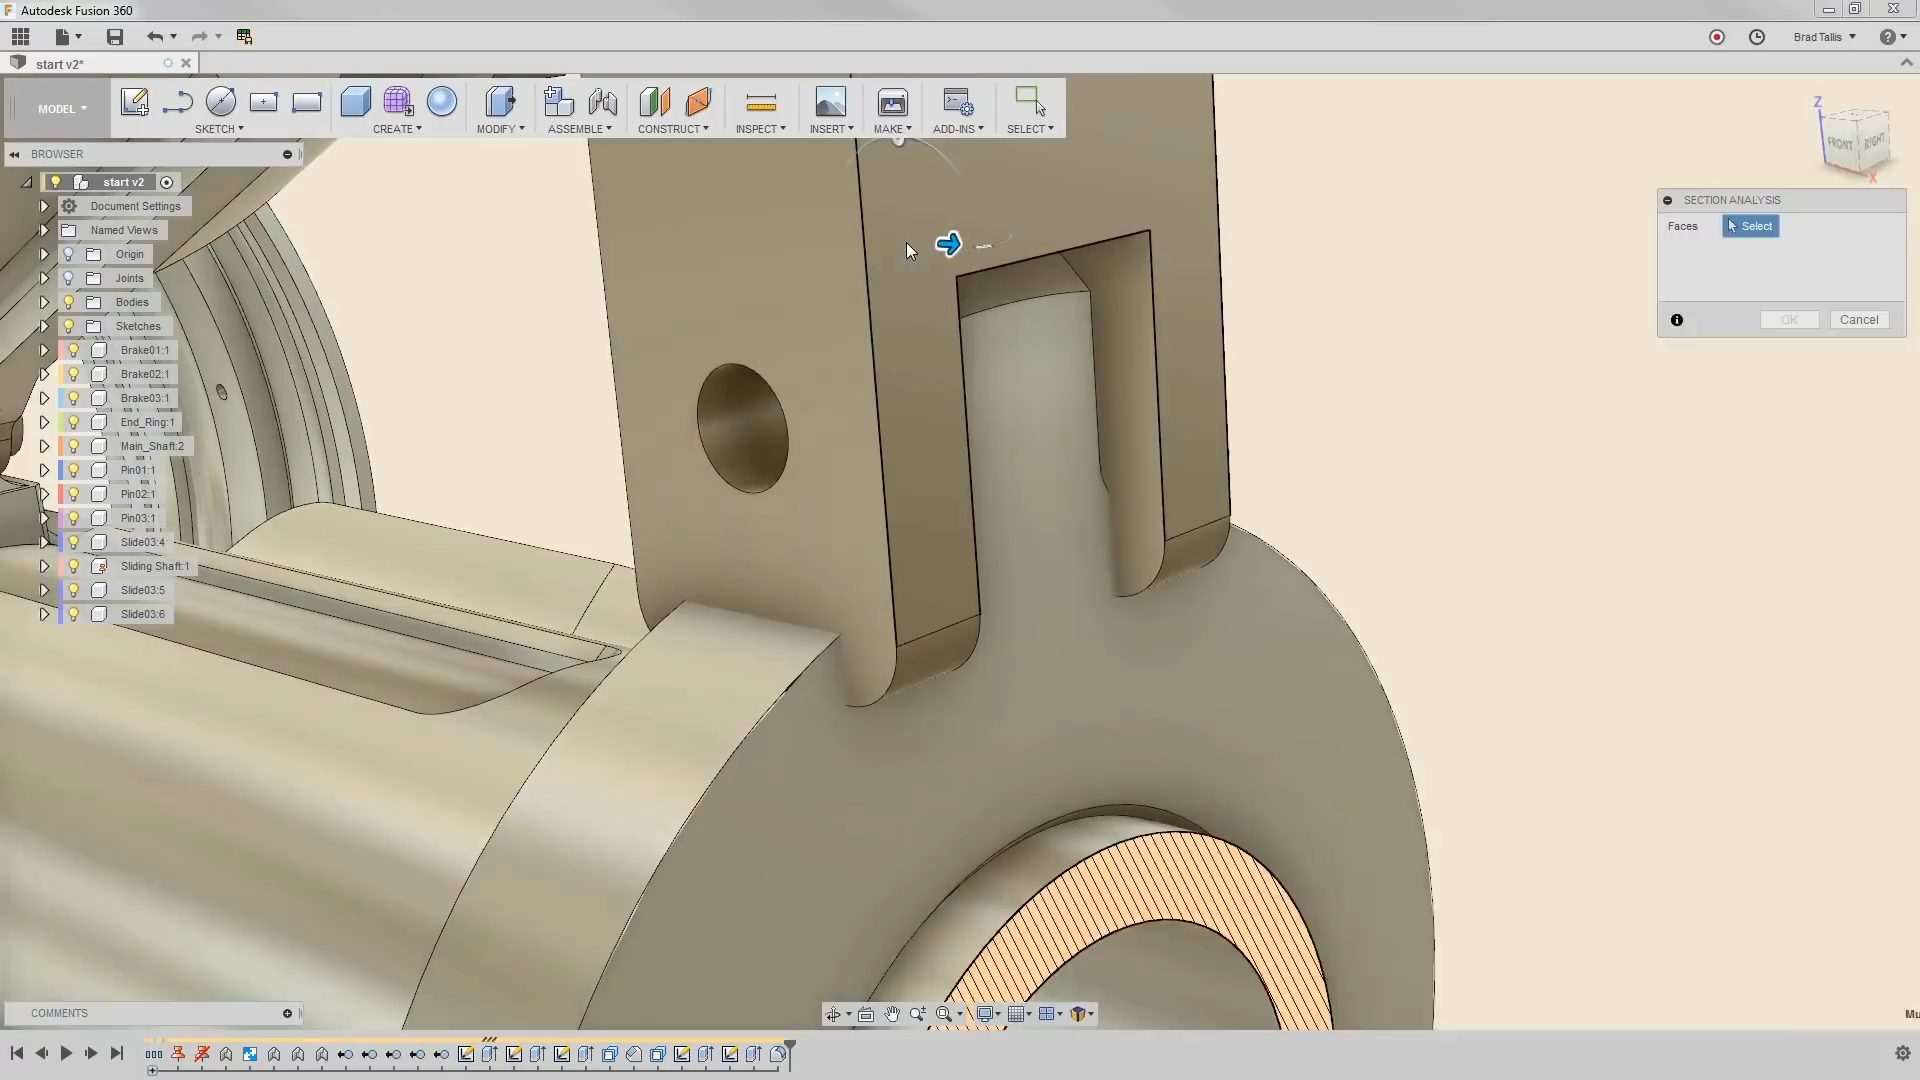 Autodesk Fusion 360
Brad Tallis
start v2*
MODEL
SKETCH
CREATE
MODIFY
ASSEMBLE
CONSTRUCT
INSPECT
INSERT
MAKE
ADD-INS
SELECT
Z
FRONT
RIGHT
X
BROWSER
start v2
Document Settings
Named Views
Origin
Joints
Bodies
Sketches
Brake01:1
Brake02:1
Brake03:1
End_Ring:1
Main_Shaft:2
Pin01:1
Pin02:1
Pin03:1
Slide03:4
Sliding Shaft:1
Slide03:5
Slide03:6
SECTION ANALYSIS
Faces
Select
OK
Cancel
COMMENTS
Mu